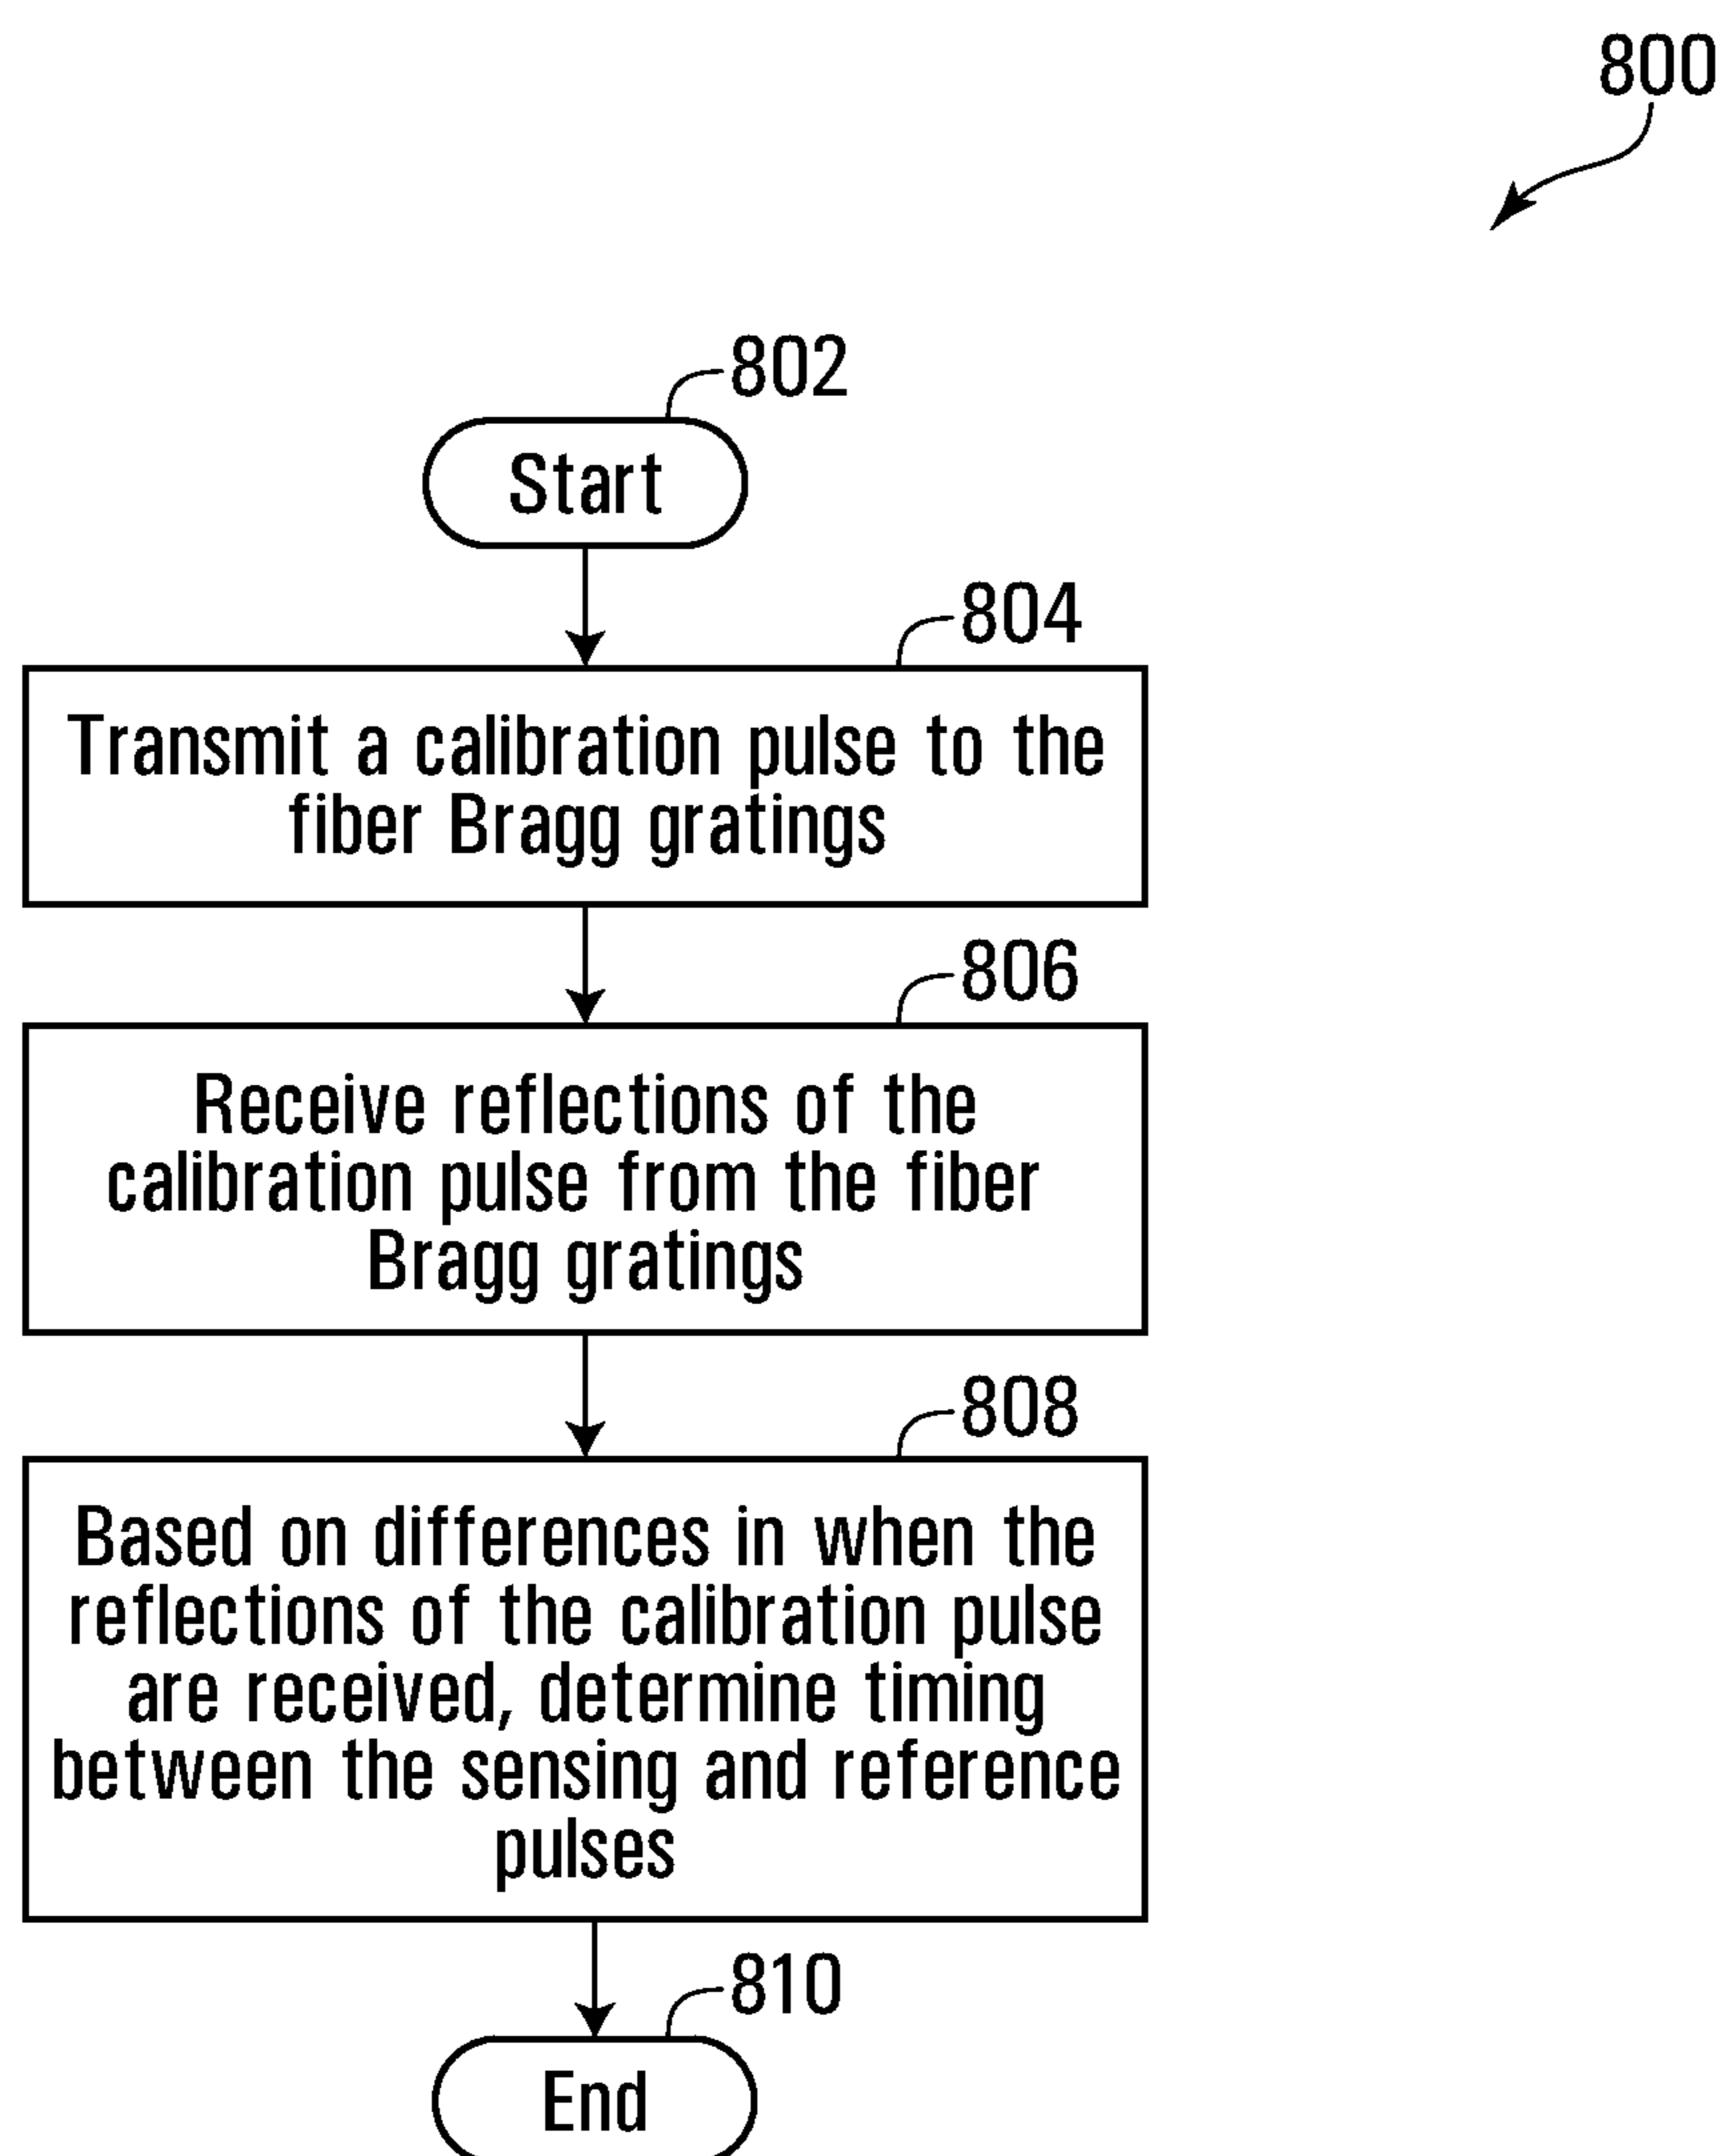 800
802
Start
804
Transmit a calibration pulse to the
fiber Bragg gratings
806
Receive reflections of the
calibration pulse from the fiber
Bragg gratings
808
Based on differences in when the
reflections of the calibration pulse
are received, determine timing
between the sensing and reference
pulses
810
End